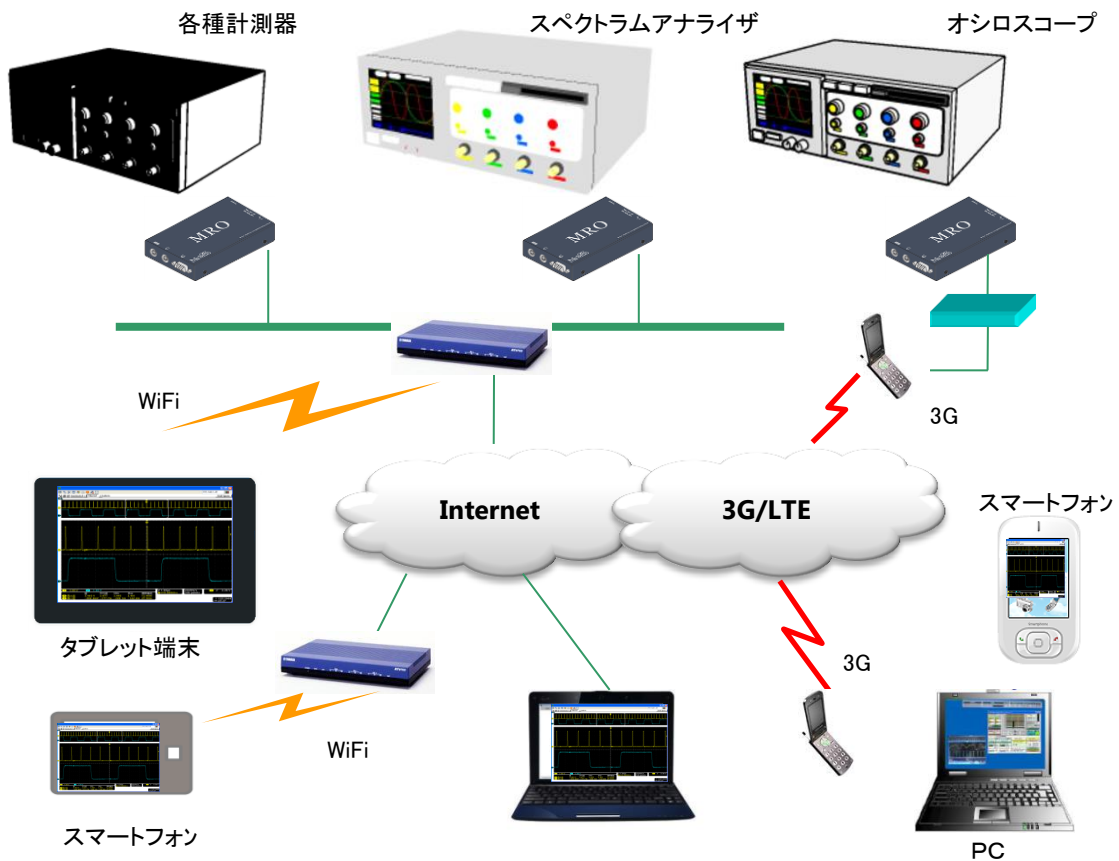 各種計測器
スペクトラムアナライザ
オシロスコープ
MRO
MRO
MRO
WiFi
3G
Internet
3G/LTE
スマートフォン
タブレット端末
3G
WiFi
スマートフォン
PC